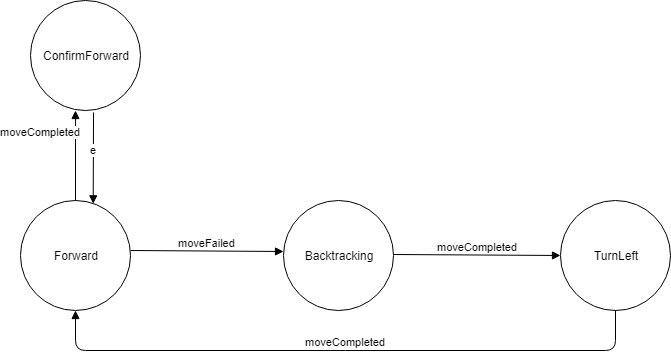 ConfirmForward
moveCompleted
e
Forward
moveFailed
Backtracking
moveCompleted
TurnLeft
moveCompleted